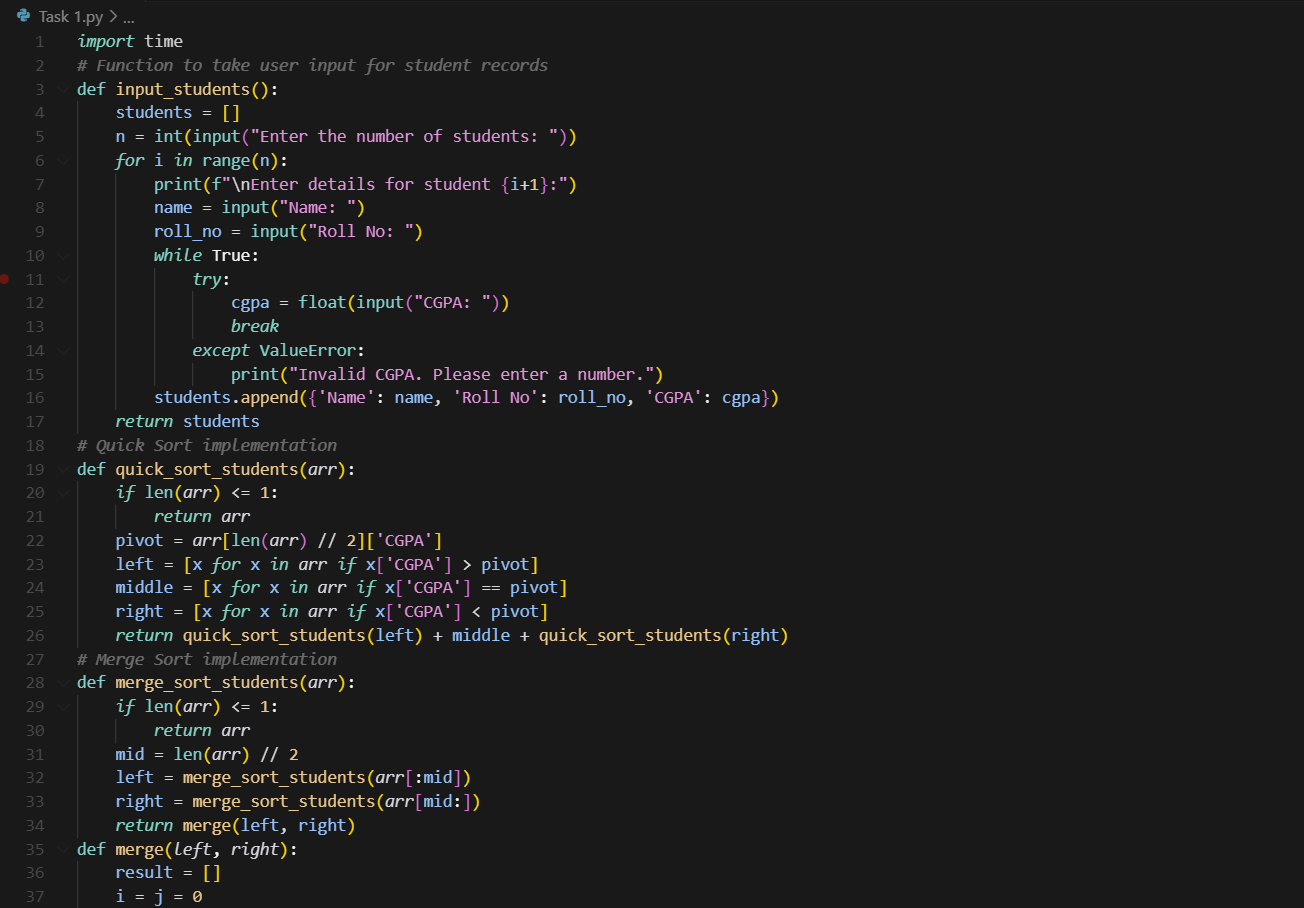 Task 1.py > ...
1 import time
2 # Function to take user input for student records
3 def input_students():
4     students = []
5     n = int(input("Enter the number of students: "))
6     for i in range(n):
7         print(f"\nEnter details for student {i+1}:")
8         name = input("Name: ")
9         roll_no = input("Roll No: ")
10         while True:
11             try:
12                 cgpa = float(input("CGPA: "))
13                 break
14             except ValueError:
15                 print("Invalid CGPA. Please enter a number.")
16         students.append({'Name': name, 'Roll No': roll_no, 'CGPA': cgpa})
17     return students
18 # Quick Sort implementation
19 def quick_sort_students(arr):
20     if len(arr) <= 1:
21         return arr
22     pivot = arr[len(arr) // 2]['CGPA']
23     left = [x for x in arr if x['CGPA'] > pivot]
24     middle = [x for x in arr if x['CGPA'] == pivot]
25     right = [x for x in arr if x['CGPA'] < pivot]
26     return quick_sort_students(left) + middle + quick_sort_students(right)
27 # Merge Sort implementation
28 def merge_sort_students(arr):
29     if len(arr) <= 1:
30         return arr
31     mid = len(arr) // 2
32     left = merge_sort_students(arr[:mid])
33     right = merge_sort_students(arr[mid:])
34     return merge(left, right)
35 def merge(left, right):
36     result = []
37     i = j = 0